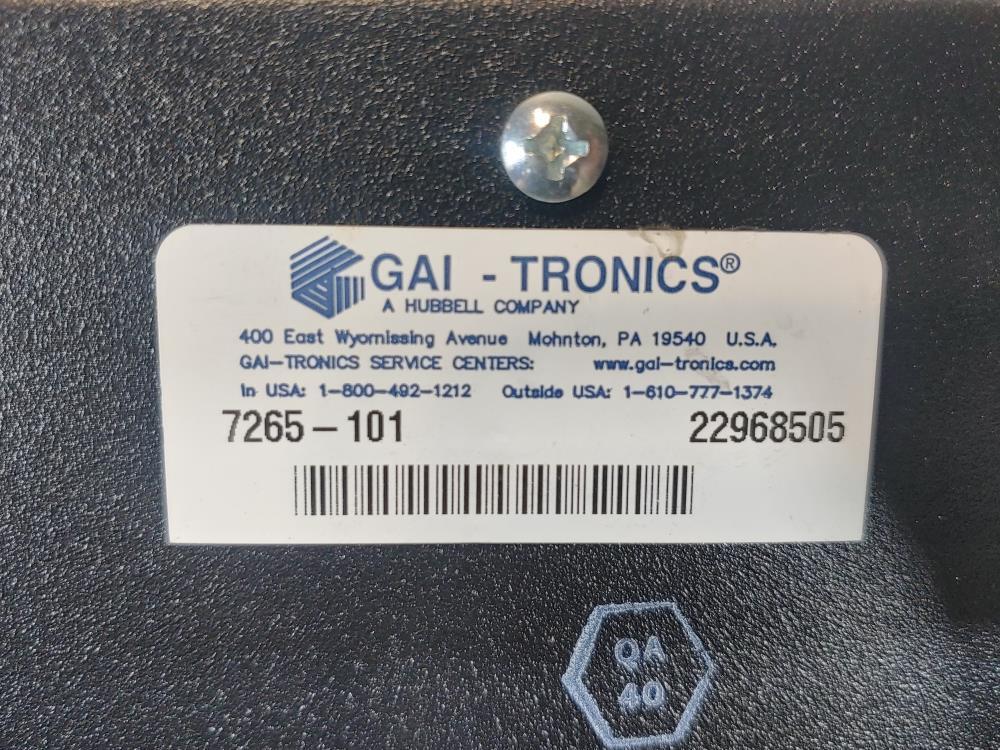 GAI - TRONICS®
A HUBBELL COMPANY
400 East Wyomissing Avenue Mohnton, PA 19540 U.S.A.
GAI-TRONICS SERVICE CENTERS: www.gai-tronics.com
In USA: 1-800-492-1212 Outside USA: 1-610-777-1374
7265-101 22968505
QA
40